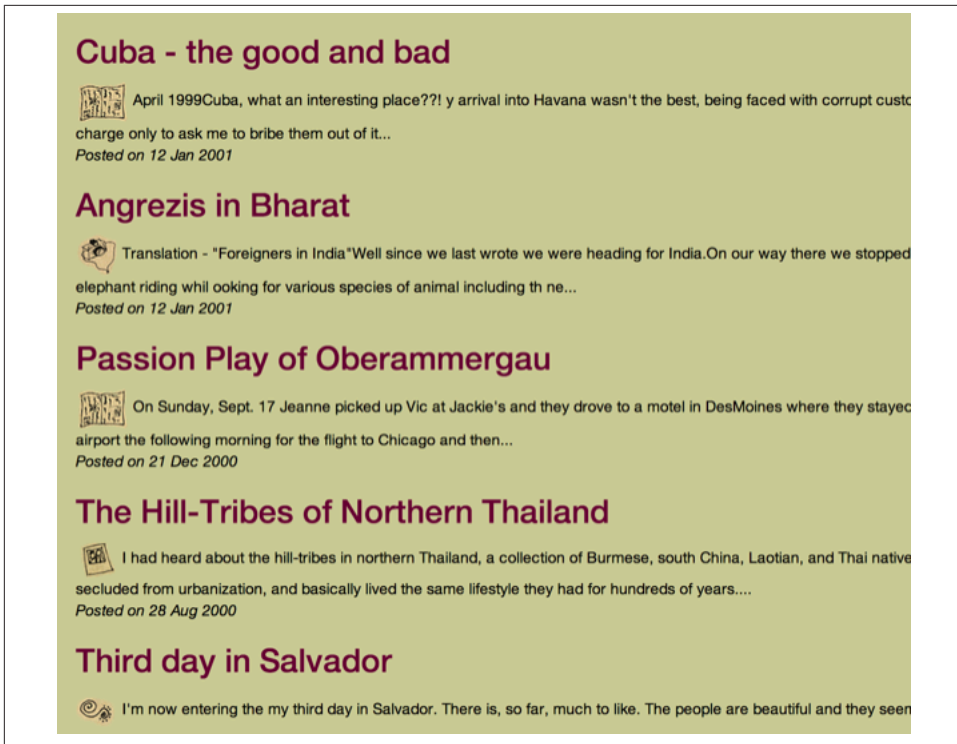 Cuba - the good and bad
April 1999Cuba, what an interesting place??! y arrival into Havana wasn't the best, being faced with corrupt custo
charge only to ask me to bribe them out of it...
Posted on 12 Jan 2001
Angrezis in Bharat
Translation - "Foreigners in India"Well since we last wrote we were heading for India.On our way there we stopped
elephant riding whil ooking for various species of animal including th ne...
Posted on 12 Jan 2001
Passion Play of Oberammergau
On Sunday, Sept. 17 Jeanne picked up Vic at Jackie's and they drove to a motel in DesMoines where they stayed
airport the following morning for the flight to Chicago and then...
Posted on 21 Dec 2000
The Hill-Tribes of Northern Thailand
I had heard about the hill-tribes in northern Thailand, a collection of Burmese, south China, Laotian, and Thai native
secluded from urbanization, and basically lived the same lifestyle they had for hundreds of years....
Posted on 28 Aug 2000
Third day in Salvador
I'm now entering the my third day in Salvador. There is, so far, much to like. The people are beautiful and they seem